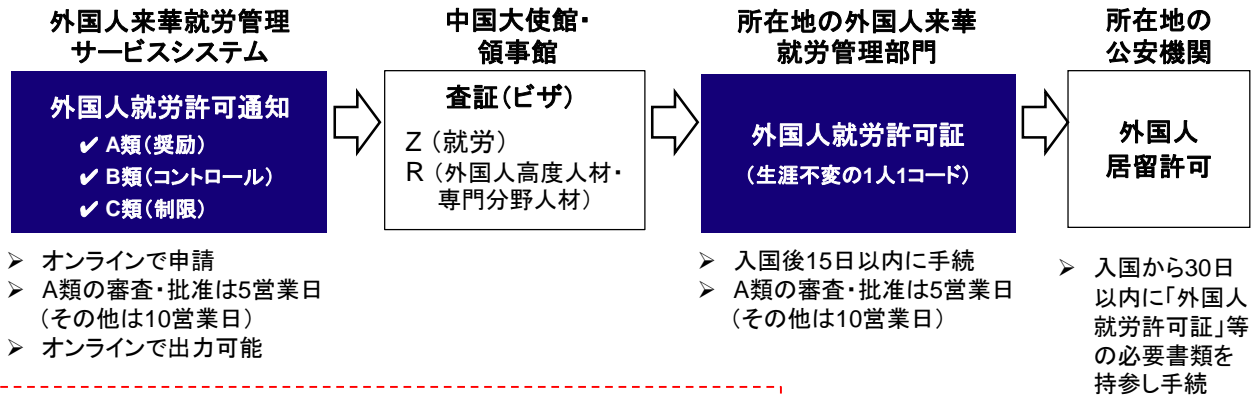 外国人来華就労管理
サービスシステム
外国人就労許可通知
✔ A類(奨励)
✔ B類(コントロール)
✔ C類(制限)
➢ オンラインで申請
➢ A類の審査・批准は5営業日
(その他は10営業日)
➢ オンラインで出力可能
中国大使館・
領事館
査証(ビザ)
Z (就労)
R (外国人高度人材・
専門分野人材)
所在地の外国人来華
就労管理部門
外国人就労許可証
(生涯不変の1人1コード)
➢ 入国後15日以内に手続
➢ A類の審査・批准は5営業日
(その他は10営業日)
所在地の
公安機関
外国人
居留許可
➢ 入国から30日
以内に「外国人
就労許可証」等
の必要書類を
持参し手続